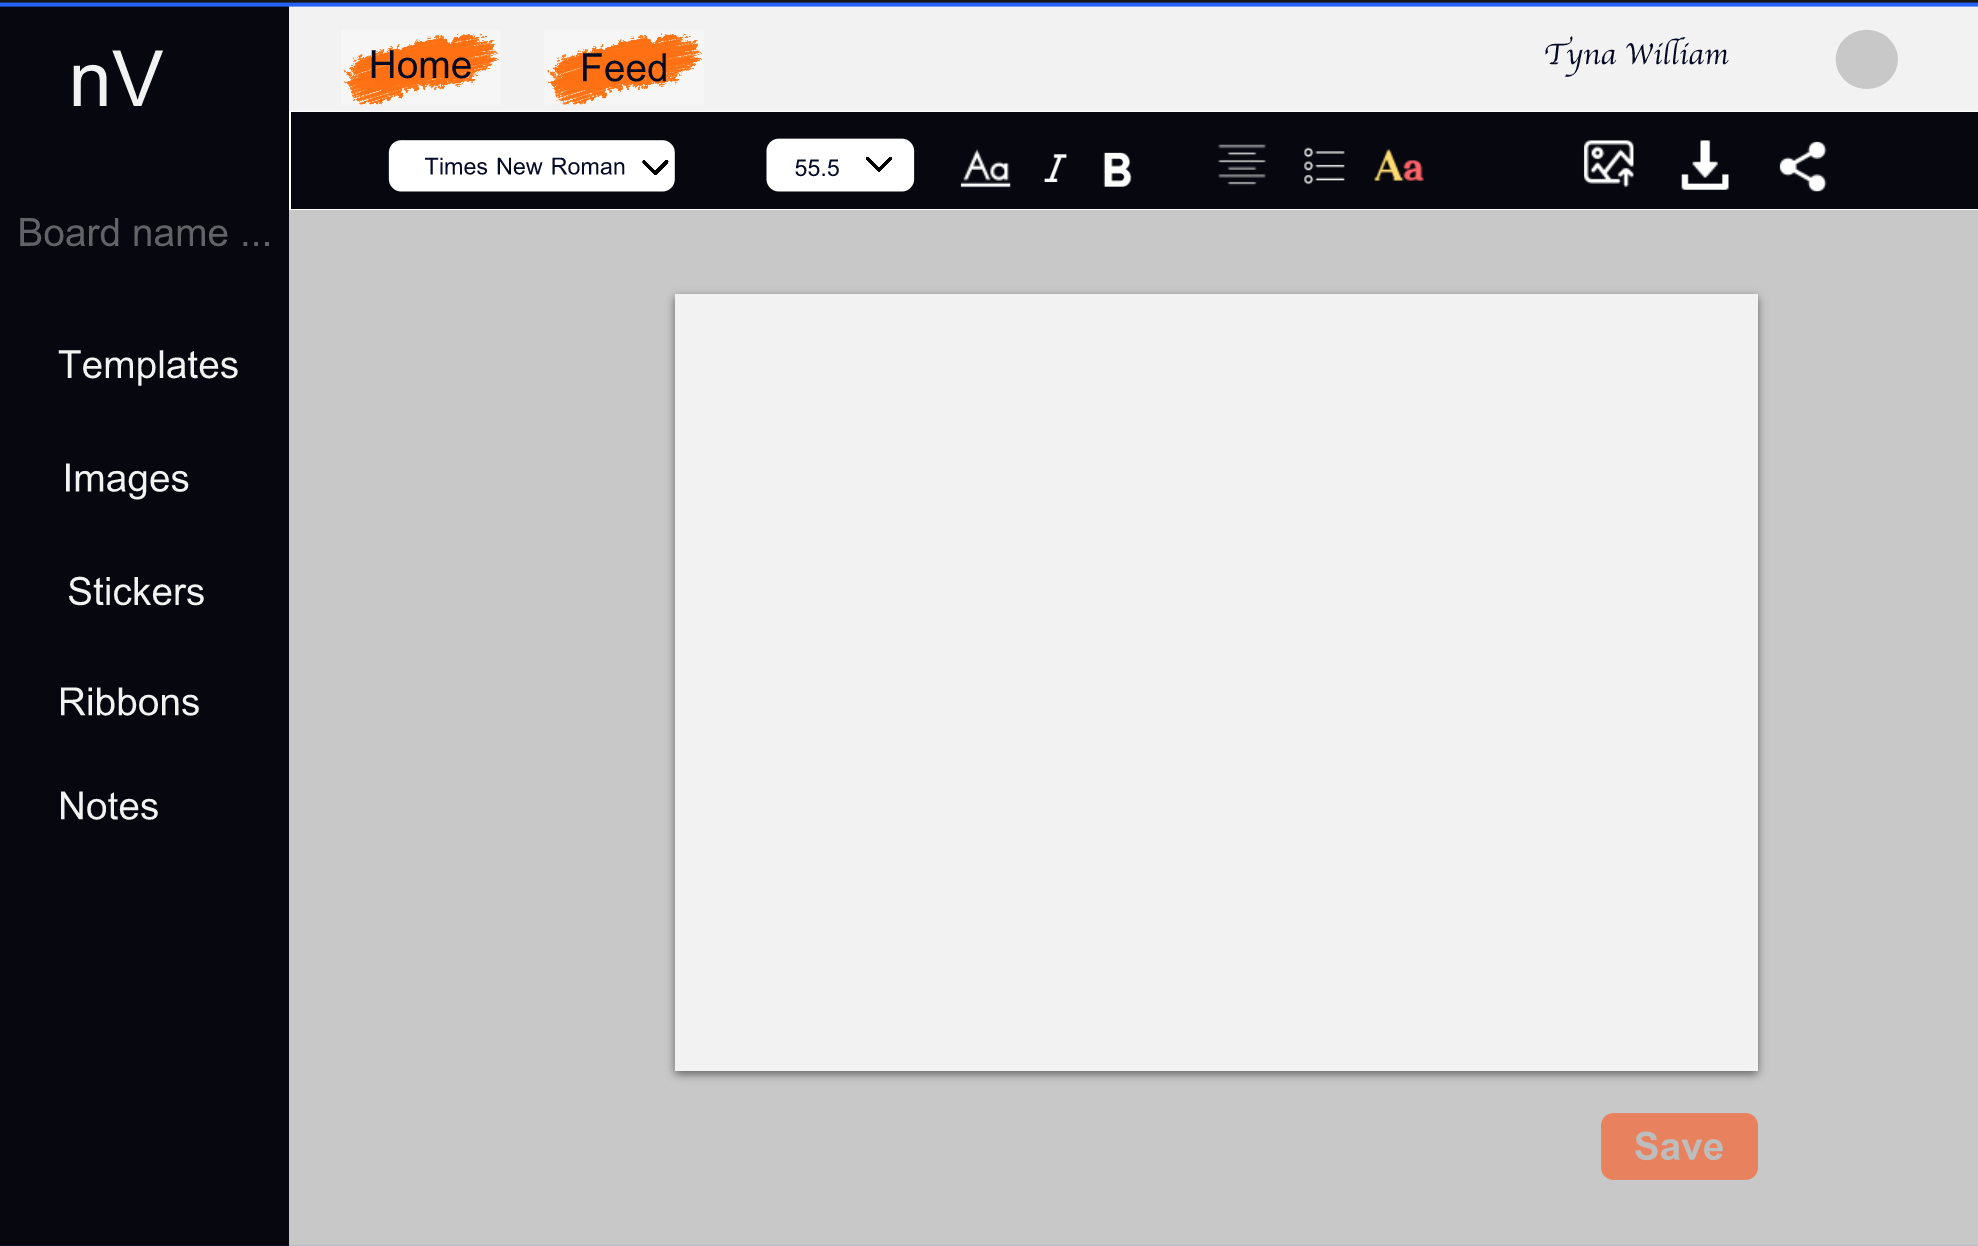 nV
Home
Feed
Tyna William
Times New Roman
55.5
Aa
I
B
Aa
Board name ...
Templates
Images
Stickers
Ribbons
Notes
Save